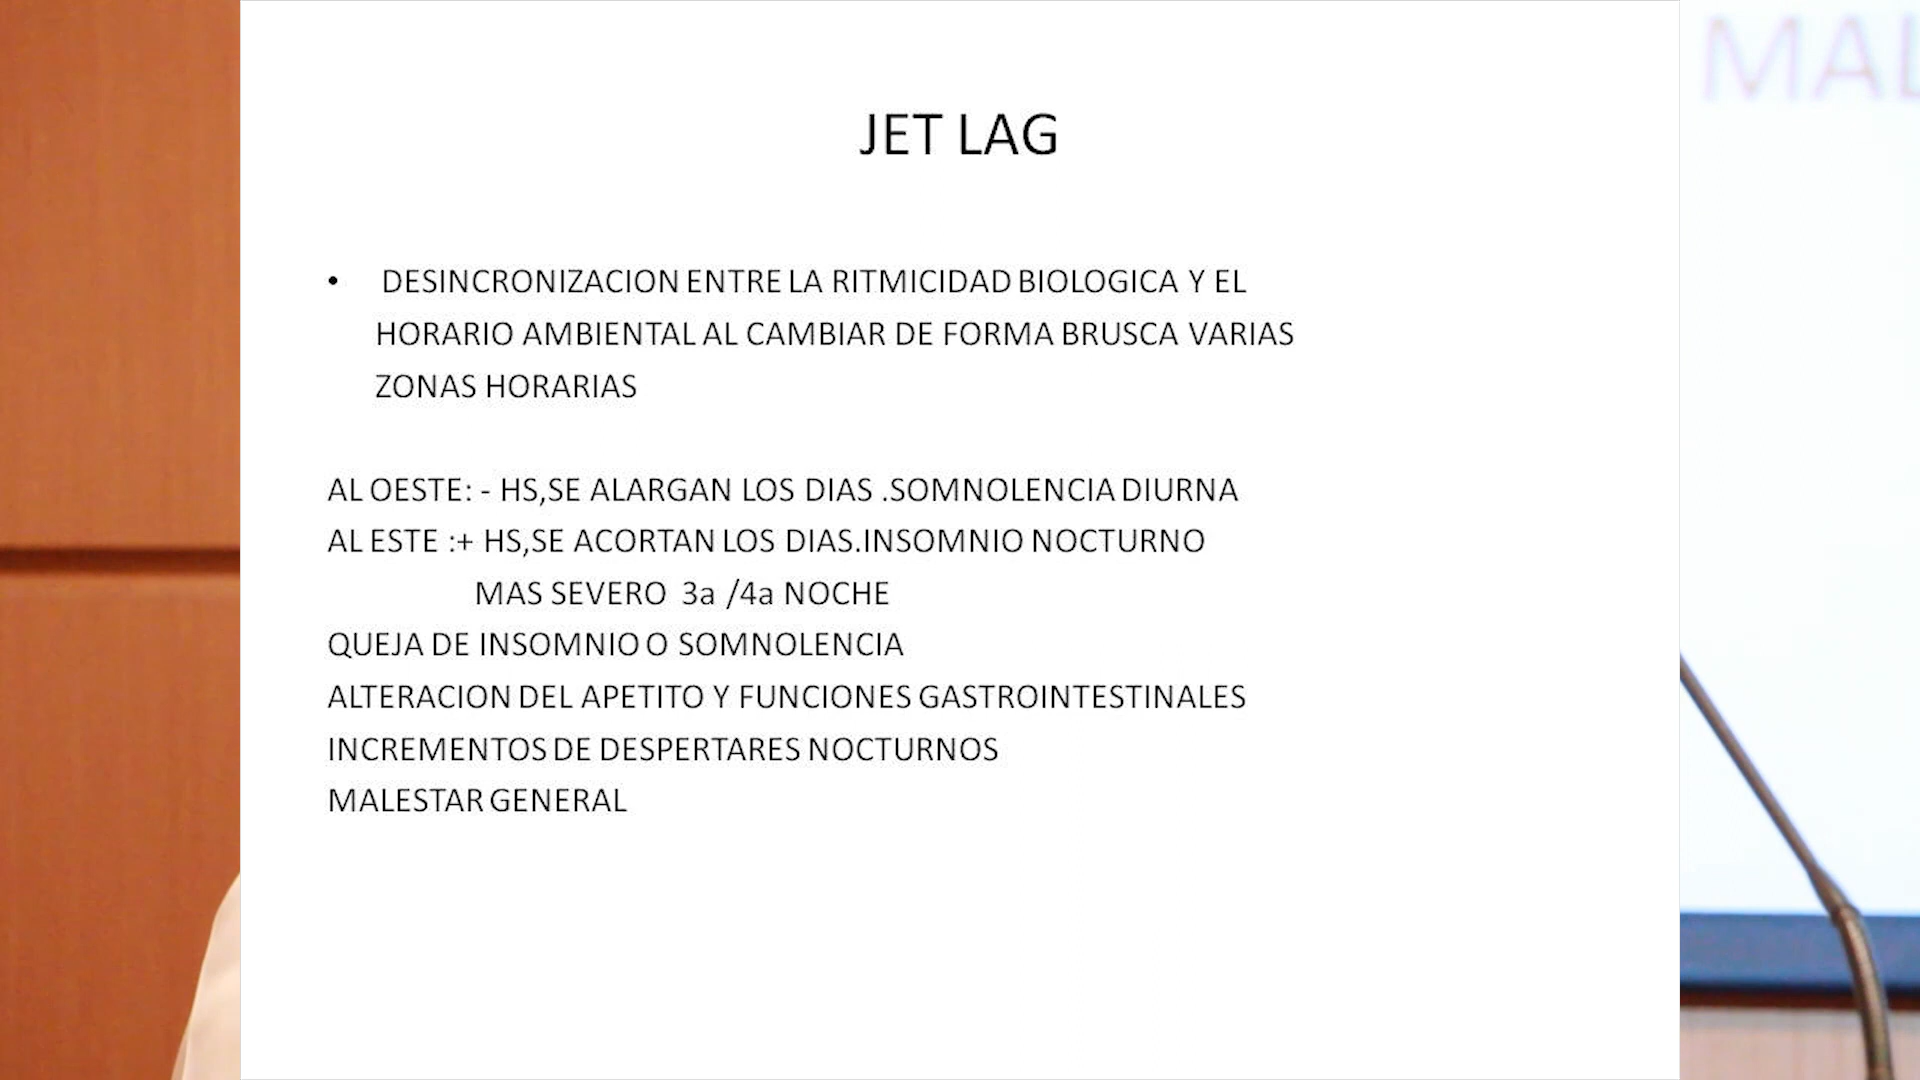 JET LAG
• DESINCRONIZACION ENTRE LA RITMICIDAD BIOLOGICA Y EL
HORARIO AMBIENTAL AL CAMBIAR DE FORMA BRUSCA VARIAS
ZONAS HORARIAS
AL OESTE: - HS,SE ALARGAN LOS DIAS .SOMNOLENCIA DIURNA
AL ESTE :+ HS,SE ACORTAN LOS DIAS.INSOMNIO NOCTURNO
MAS SEVERO 3a /4a NOCHE
QUEJA DE INSOMNIO O SOMNOLENCIA
ALTERACION DEL APETITO Y FUNCIONES GASTROINTESTINALES
INCREMENTOS DE DESPERTARES NOCTURNOS
MALESTAR GENERAL
MAL